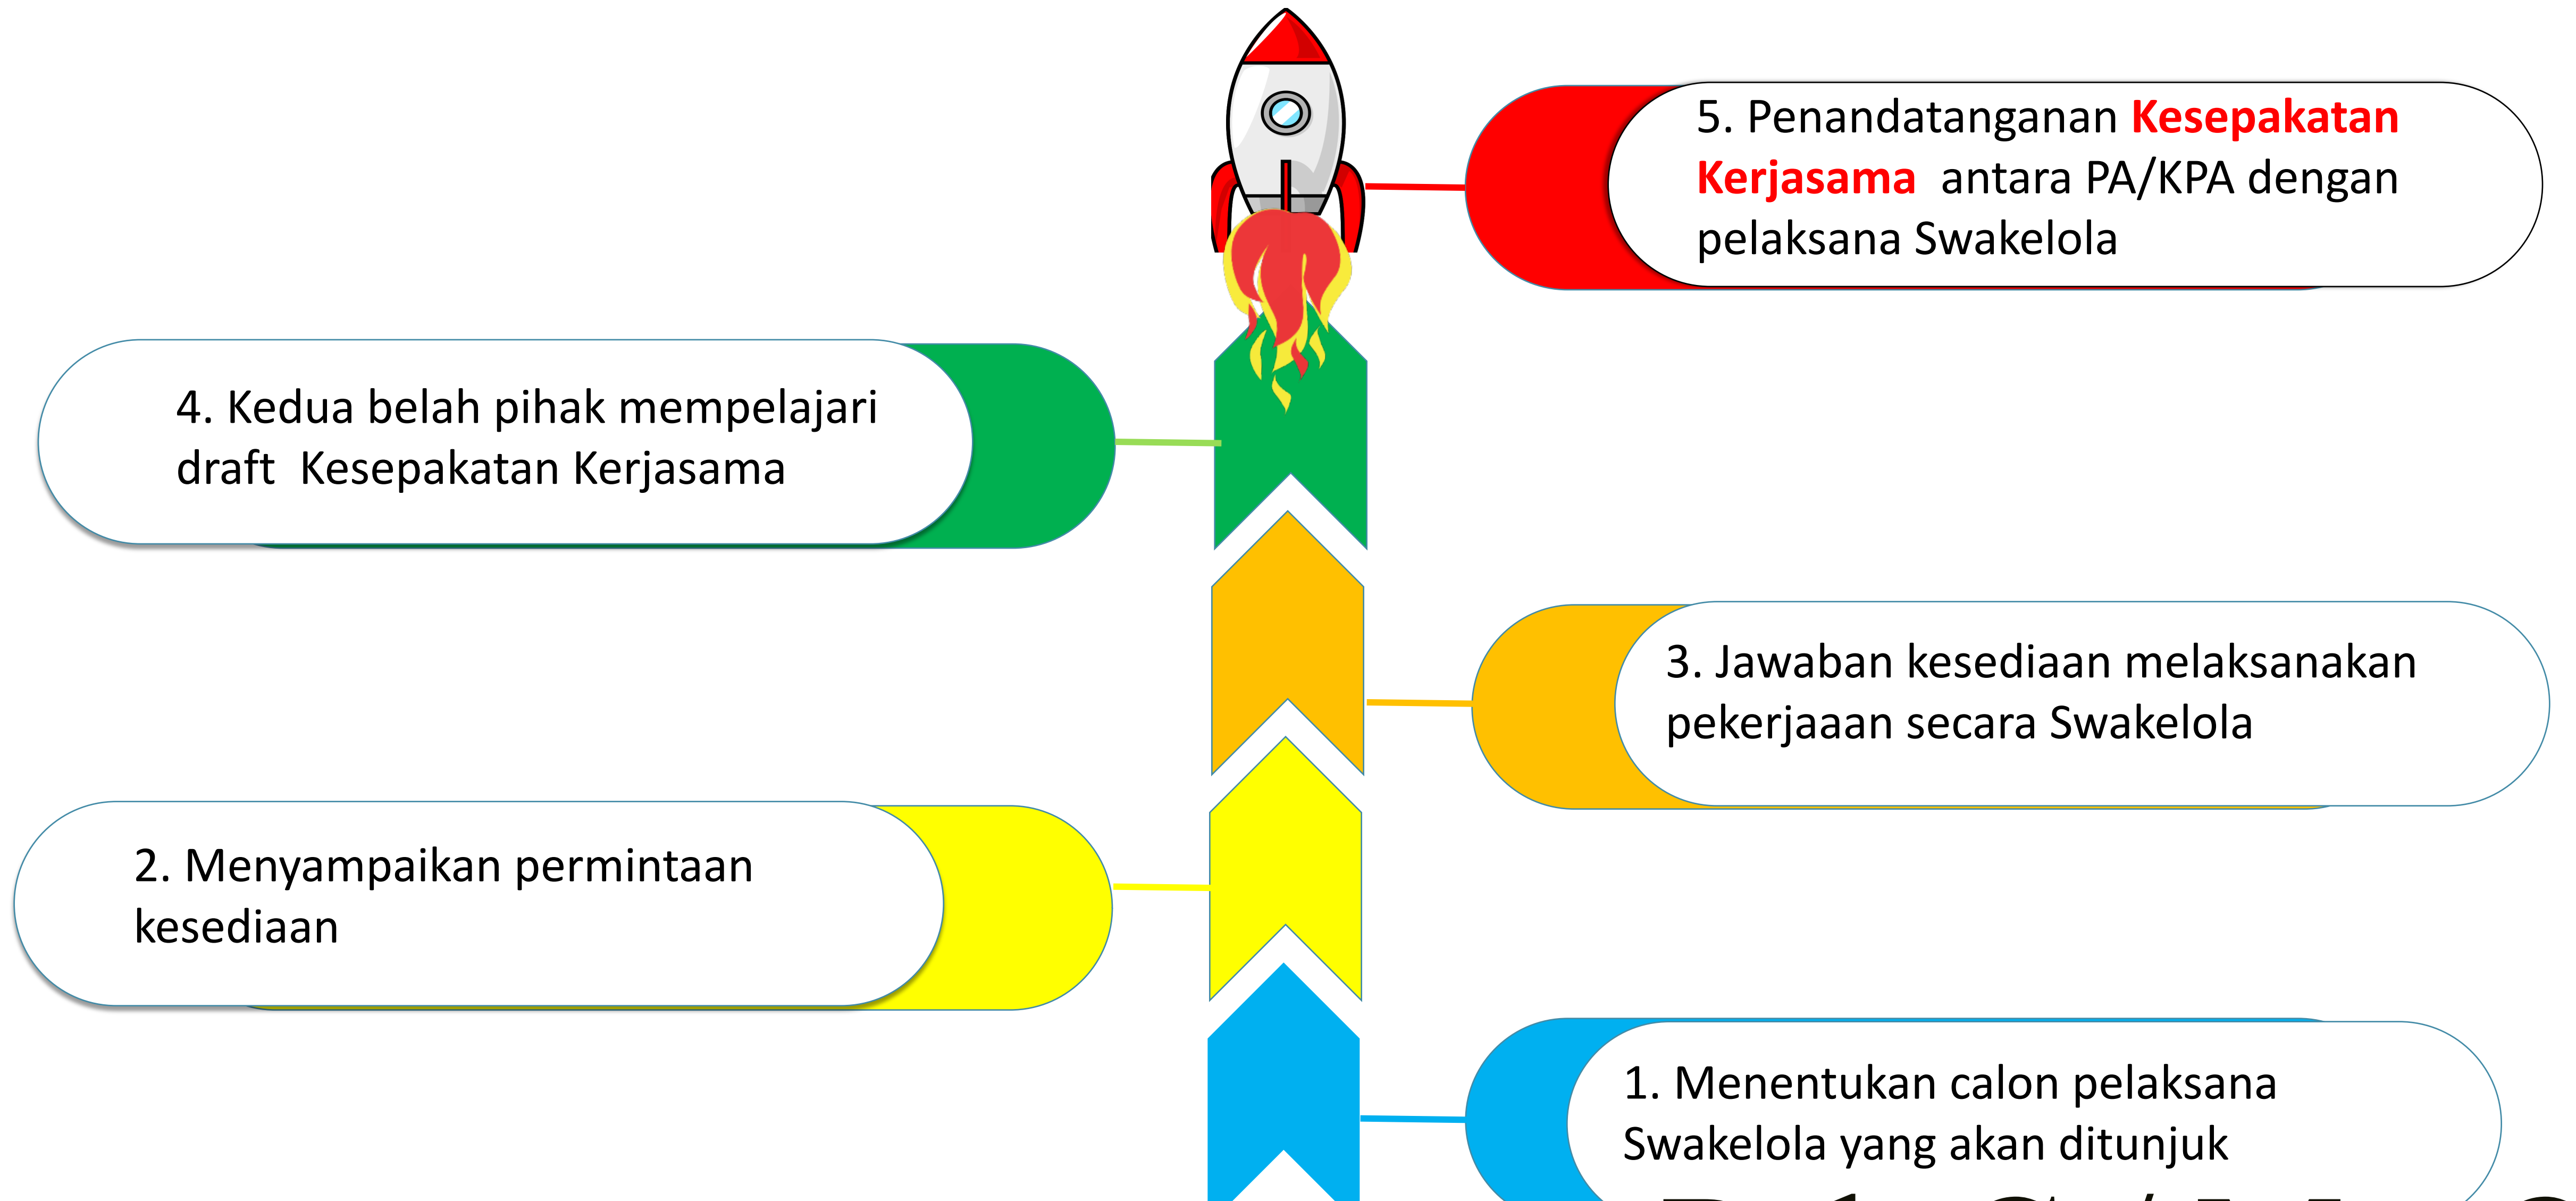 5. Penandatanganan Kesepakatan
Kerjasama antara PA/KPA dengan
pelaksana Swakelola
4. Kedua belah pihak mempelajari
draft Kesepakatan Kerjasama
3. Jawaban kesediaan melaksanakan
pekerjaaan secara Swakelola
2. Menyampaikan permintaan
kesediaan
1. Menentukan calon pelaksana
Swakelola yang akan ditunjuk